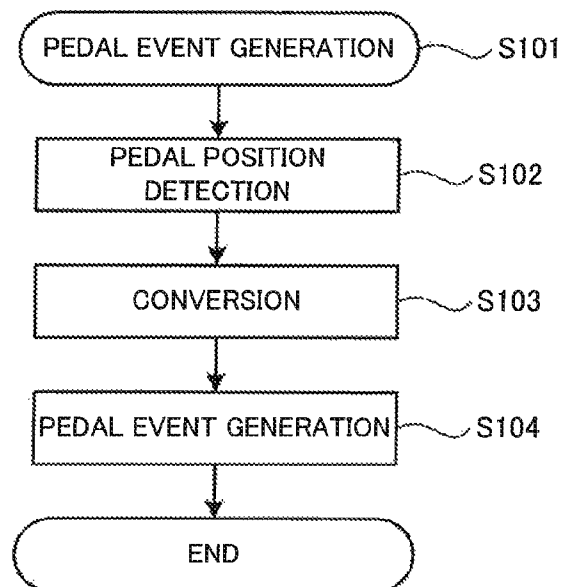 PEDAL EVENT GENERATION S101
PEDAL POSITION
DETECTION S102
CONVERSION S103
PEDAL EVENT GENERATION S104
END